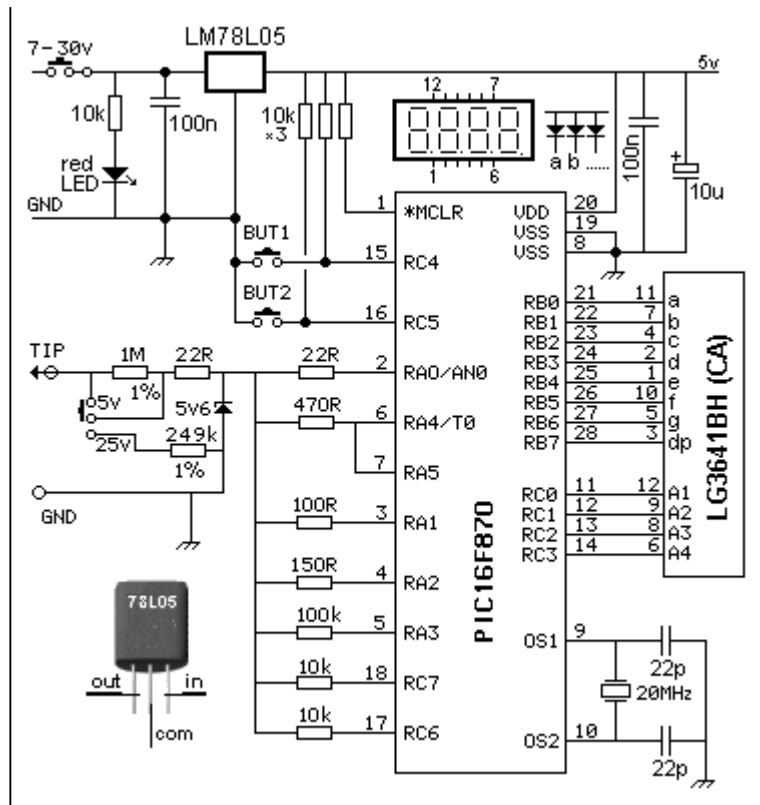 LM78L05
7-30v
5v
12 7
10k
100n
10k
×3
a b ......
1 6
100n
+
10u
red
LED
GND
1 *MCLR
VDD 20
VSS 19
VSS 8
BUT1
15 RC4
BUT2
16 RC5
RB0 21 11 a
RB1 22 7 b
RB2 23 4 c
RB3 24 2 d
RB4 25 1 e
RB5 26 10 f
RB6 27 5 g
RB7 28 3 dp
LG3641BH (CA)
TIP
1M
1%
22R
22R
2 RA0/AN0
5v
5v6
25v
249k
1%
470R
6 RA4/T0
7 RA5
RC0 11 12 A1
RC1 12 9 A2
RC2 13 8 A3
RC3 14 6 A4
GND
100R
3 RA1
PIC16F870
150R
4 RA2
78L05
100k
5 RA3
out in
com
10k
18 RC7
10k
17 RC6
OS1 9
22p
20MHz
OS2 10
22p